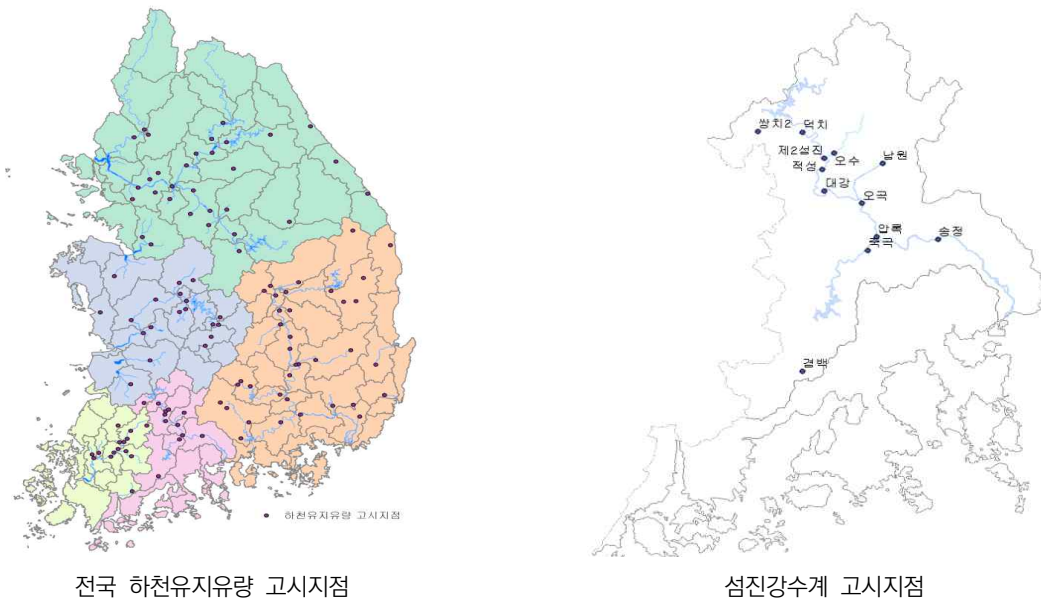 쌍치2 덕치
제2섬진
오수
남원
적성
대강
오곡
압록
송정
죽곡
결백
하천유지유량 고시지점
전국 하천유지유량 고시지점
섬진강수계 고시지점